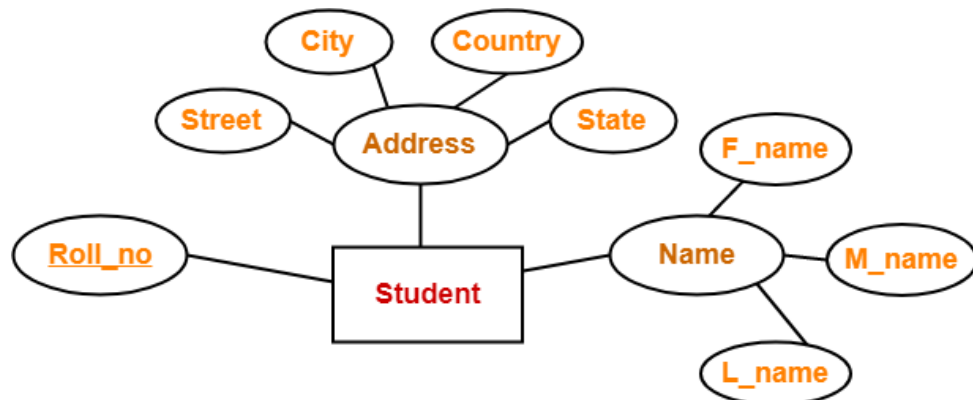 City
Country
Street
Address
State
F_name
Roll_no
Name
M_name
Student
L_name